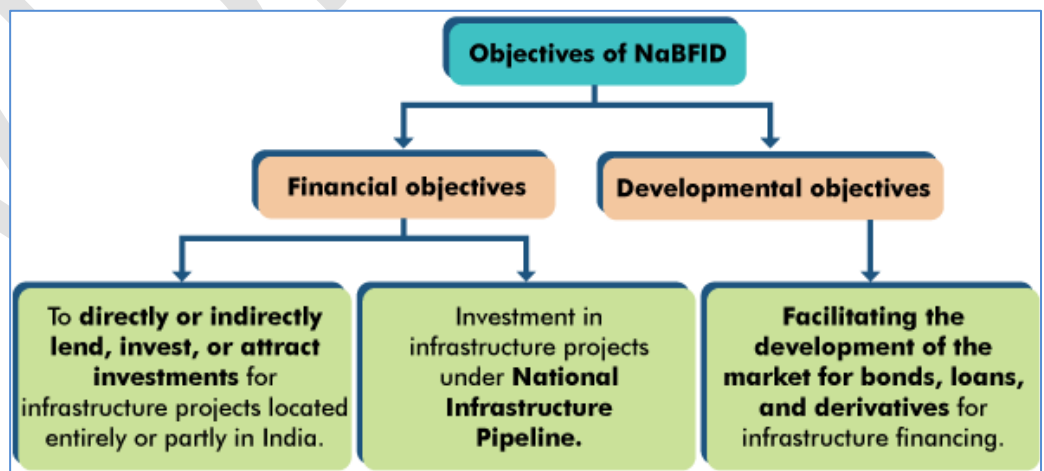 Objectives of NaBFID
Financial objectives
Developmental objectives
To directly or indirectly
lend, invest, or attract
investments for
infrastructure projects located
entirely or partly in India.
Investment in
infrastructure projects
under National
Infrastructure
Pipeline.
Facilitating the
development of the
market for bonds, loans,
and derivatives for
infrastructure financing.